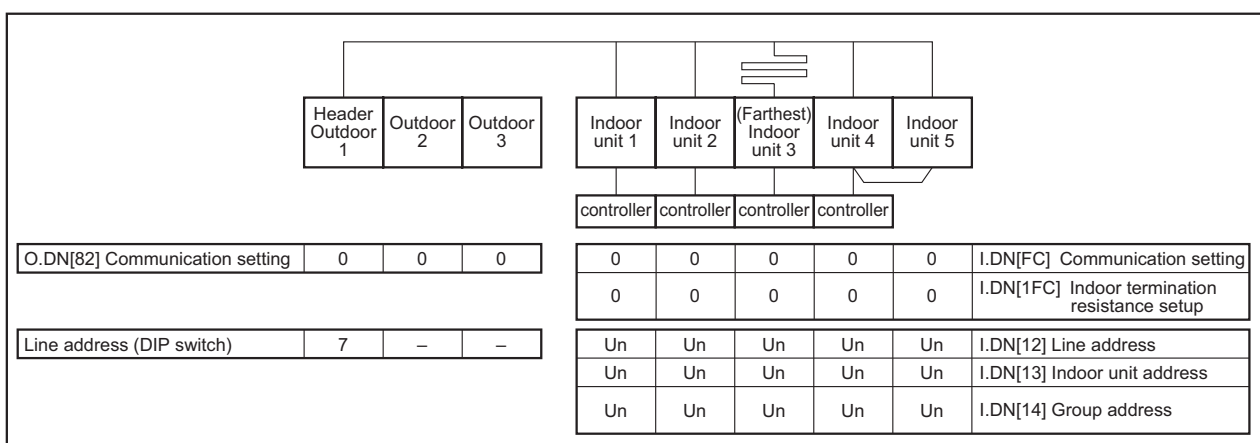 Header Outdoor 1
Outdoor 2
Outdoor 3
Indoor unit 1
Indoor unit 2
(Farthest) Indoor unit 3
Indoor unit 4
Indoor unit 5
controller controller controller controller
O.DN[82] Communication setting 0 0 0
0 0 0 0 0 I.DN[FC] Communication setting
0 0 0 0 0 I.DN[1FC] Indoor termination resistance setup
Line address (DIP switch) 7 – –
Un Un Un Un Un I.DN[12] Line address
Un Un Un Un Un I.DN[13] Indoor unit address
Un Un Un Un Un I.DN[14] Group address